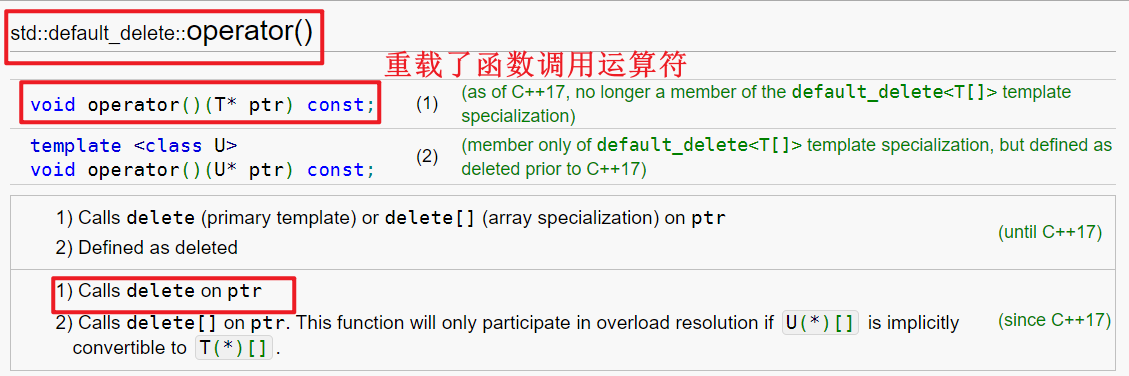 std::default_delete::operator()
重载了函数调用运算符
void operator()(T* ptr) const; (1) (as of C++17, no longer a member of the default_delete<T[]> template
specialization)
template <class U>
void operator()(U* ptr) const; (2) (member only of default_delete<T[]> template specialization, but defined as
deleted prior to C++17)
1) Calls delete (primary template) or delete[] (array specialization) on ptr
2) Defined as deleted
(until C++17)
1) Calls delete on ptr
2) Calls delete[] on ptr. This function will only participate in overload resolution if U(*)[] is implicitly
convertible to T(*)[].
(since C++17)